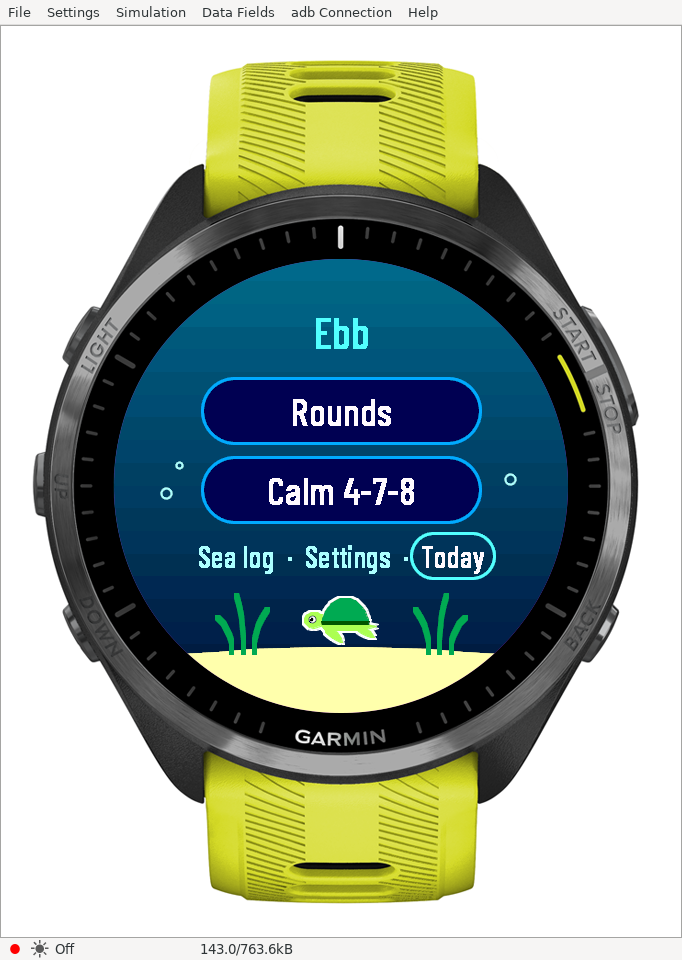 File Settings Simulation Data Fields adb Connection Help
LIGHT
START
STOP
UP
DOWN
BACK
Ebb
Rounds
Calm 4-7-8
Sea log · Settings · Today
GARMIN
Off 143.0/763.6kB